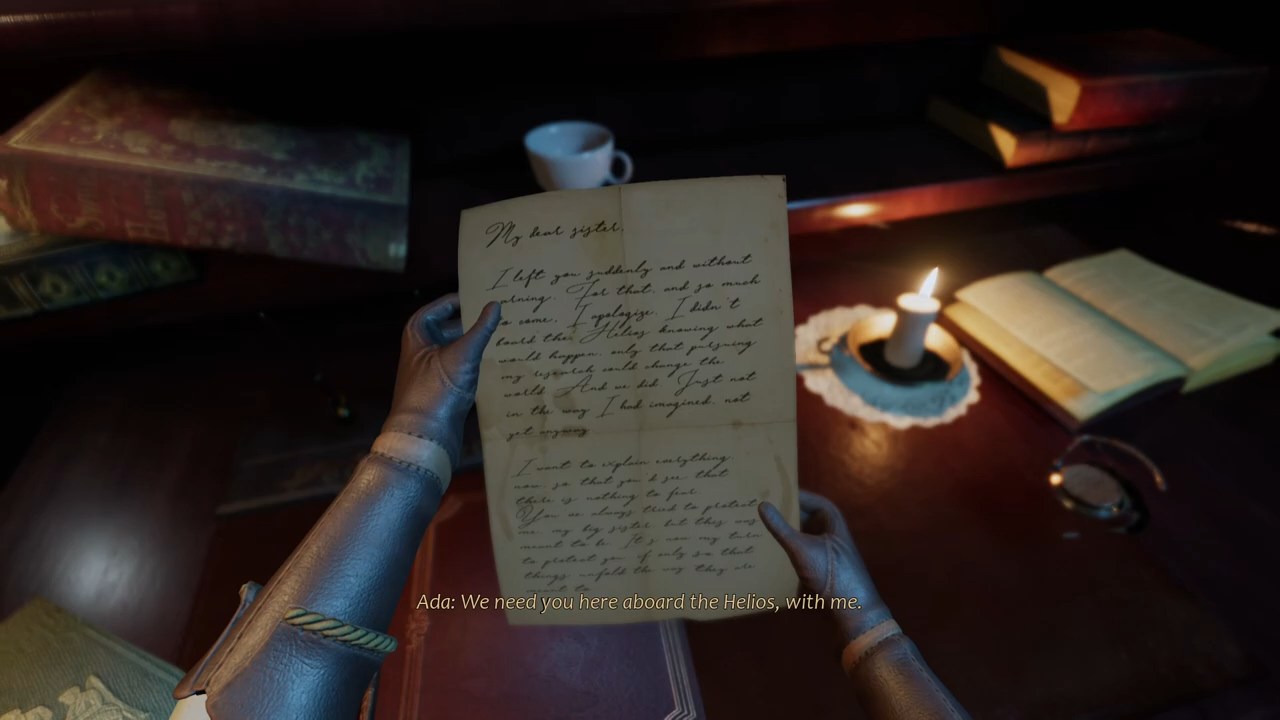 My dear sister,
I left you suddenly and without
arning. For that, and so much
o come, I apologize. I didn't
board the Helios knowing what
would happen, only that pursuing
my research could change the
world. And we did. Just not
in the way I had imagined, not
yet anyway.
I want to explain everything
now, so that you'll see that
there is nothing to fear.
You've always tried to protect
me, my big sister, but this was
meant to be. It's now my turn
to protect you, if only so that
things unfold the way they are
meant to.
Ada: We need you here aboard the Helios, with me.